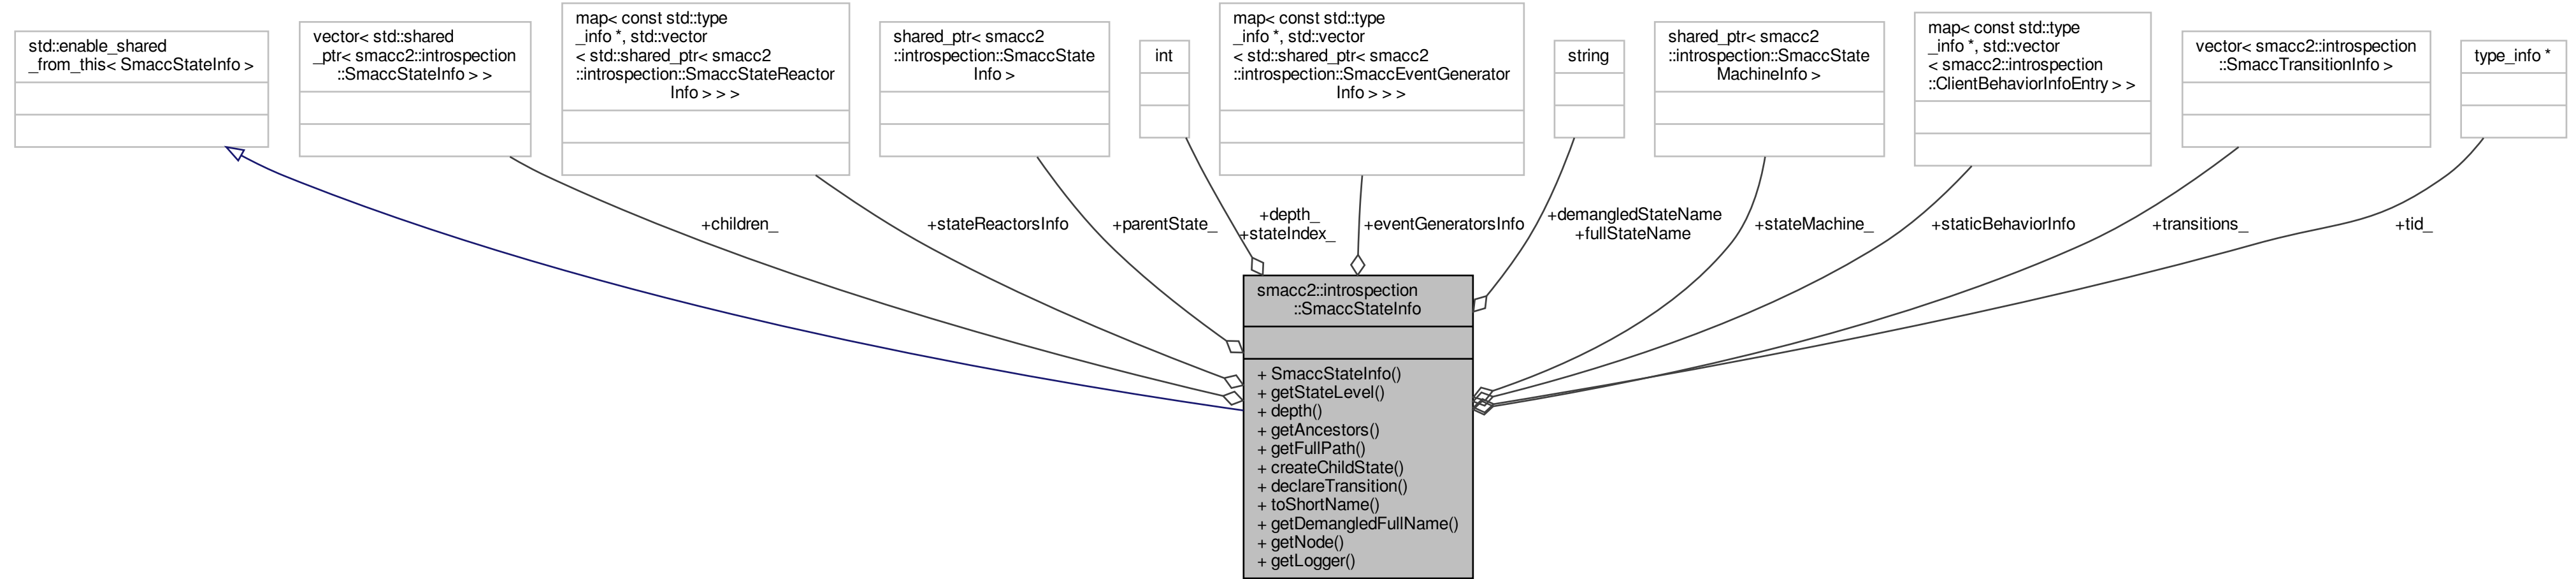 std::enable_shared
_from_this< SmaccStateInfo >
vector< std::shared
_ptr< smacc2::introspection
::SmaccStateInfo > >
map< const std::type
_info *, std::vector
< std::shared_ptr< smacc2
::introspection::SmaccStateReactor
Info > > >
shared_ptr< smacc2
::introspection::SmaccState
Info >
int
map< const std::type
_info *, std::vector
< std::shared_ptr< smacc2
::introspection::SmaccEventGenerator
Info > > >
string
shared_ptr< smacc2
::introspection::SmaccState
MachineInfo >
map< const std::type
_info *, std::vector
< smacc2::introspection
::ClientBehaviorInfoEntry > >
vector< smacc2::introspection
::SmaccTransitionInfo >
type_info *
+children_
+stateReactorsInfo
+parentState_
+depth_
+stateIndex_
+eventGeneratorsInfo
+demangledStateName
+fullStateName
+stateMachine_
+staticBehaviorInfo
+transitions_
+tid_
smacc2::introspection
::SmaccStateInfo
+ SmaccStateInfo()
+ getStateLevel()
+ depth()
+ getAncestors()
+ getFullPath()
+ createChildState()
+ declareTransition()
+ toShortName()
+ getDemangledFullName()
+ getNode()
+ getLogger()